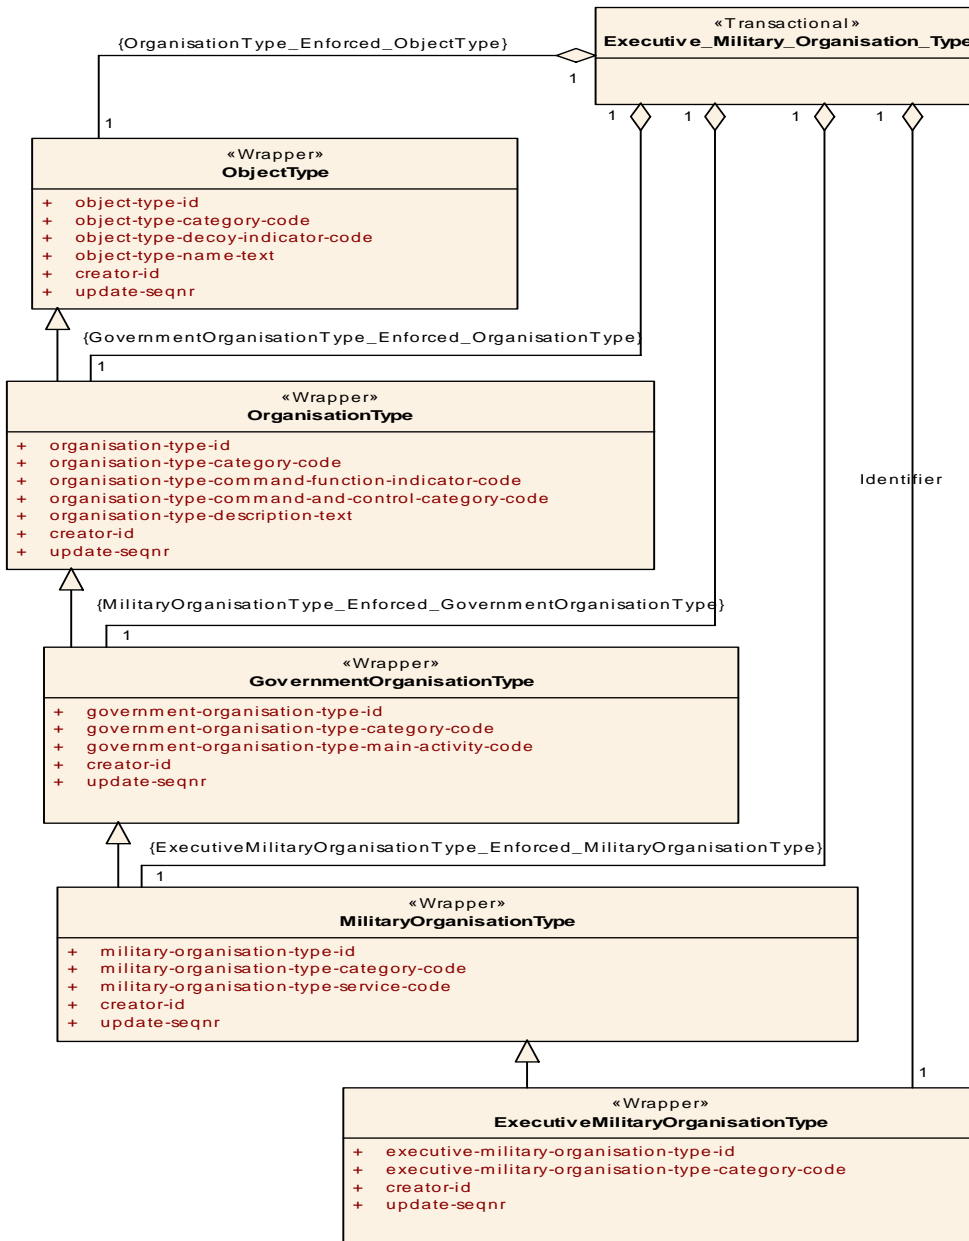 «Transactional»
Executive_Military_Organisation_Type
{OrganisationType_Enforced_ObjectType}
1
1
1
1
1
1
«Wrapper»
ObjectType
+ object-type-id
+ object-type-category-code
+ object-type-decoy-indicator-code
+ object-type-name-text
+ creator-id
+ update-seqnr
{GovernmentOrganisationType_Enforced_OrganisationType}
1
«Wrapper»
OrganisationType
+ organisation-type-id
+ organisation-type-category-code
+ organisation-type-command-function-indicator-code
+ organisation-type-command-and-control-category-code
+ organisation-type-description-text
+ creator-id
+ update-seqnr
Identifier
{MilitaryOrganisationType_Enforced_GovernmentOrganisationType}
1
«Wrapper»
GovernmentOrganisationType
+ government-organisation-type-id
+ government-organisation-type-category-code
+ government-organisation-type-main-activity-code
+ creator-id
+ update-seqnr
{ExecutiveMilitaryOrganisationType_Enforced_MilitaryOrganisationType}
1
«Wrapper»
MilitaryOrganisationType
+ military-organisation-type-id
+ military-organisation-type-category-code
+ military-organisation-type-service-code
+ creator-id
+ update-seqnr
1
«Wrapper»
ExecutiveMilitaryOrganisationType
+ executive-military-organisation-type-id
+ executive-military-organisation-type-category-code
+ creator-id
+ update-seqnr